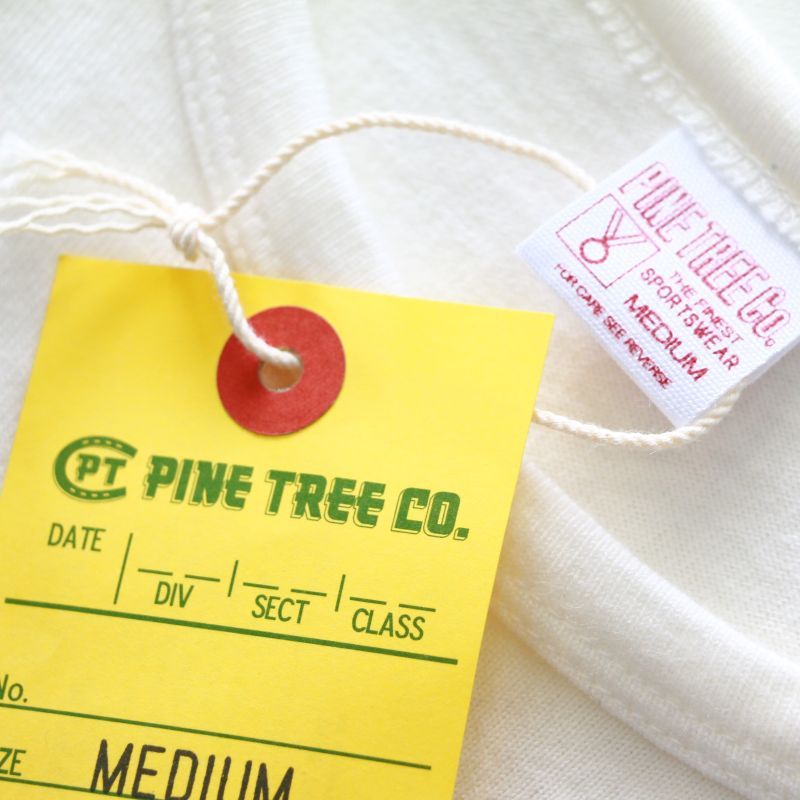 PINE TREE Co.
THE FINEST
SPORTSWEAR
MEDIUM
FOR CARE SEE REVERSE
PT PINE TREE CO.
DATE
DIV SECT CLASS
No.
ZE MEDIUM